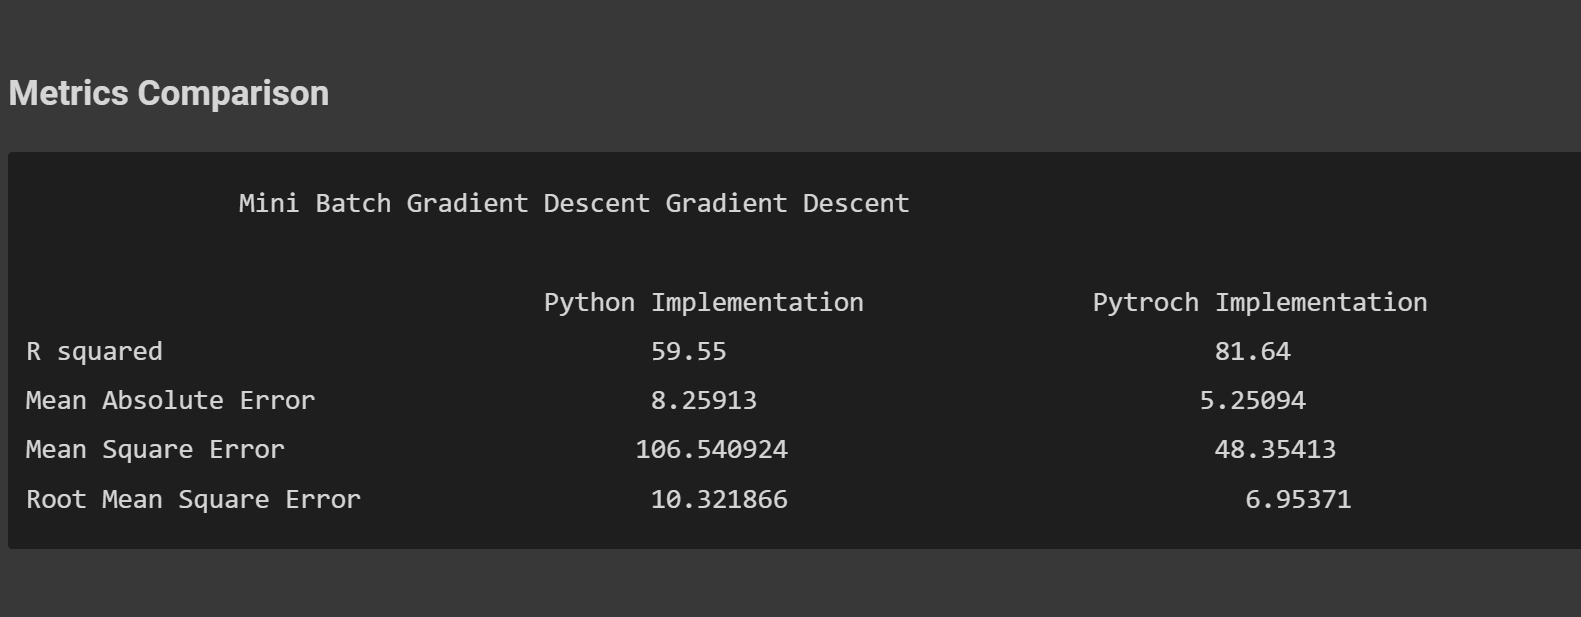 Metrics Comparison
Mini Batch Gradient Descent Gradient Descent
Python Implementation Pytroch Implementation
R squared 59.55 81.64
Mean Absolute Error 8.25913 5.25094
Mean Square Error 106.540924 48.35413
Root Mean Square Error 10.321866 6.95371